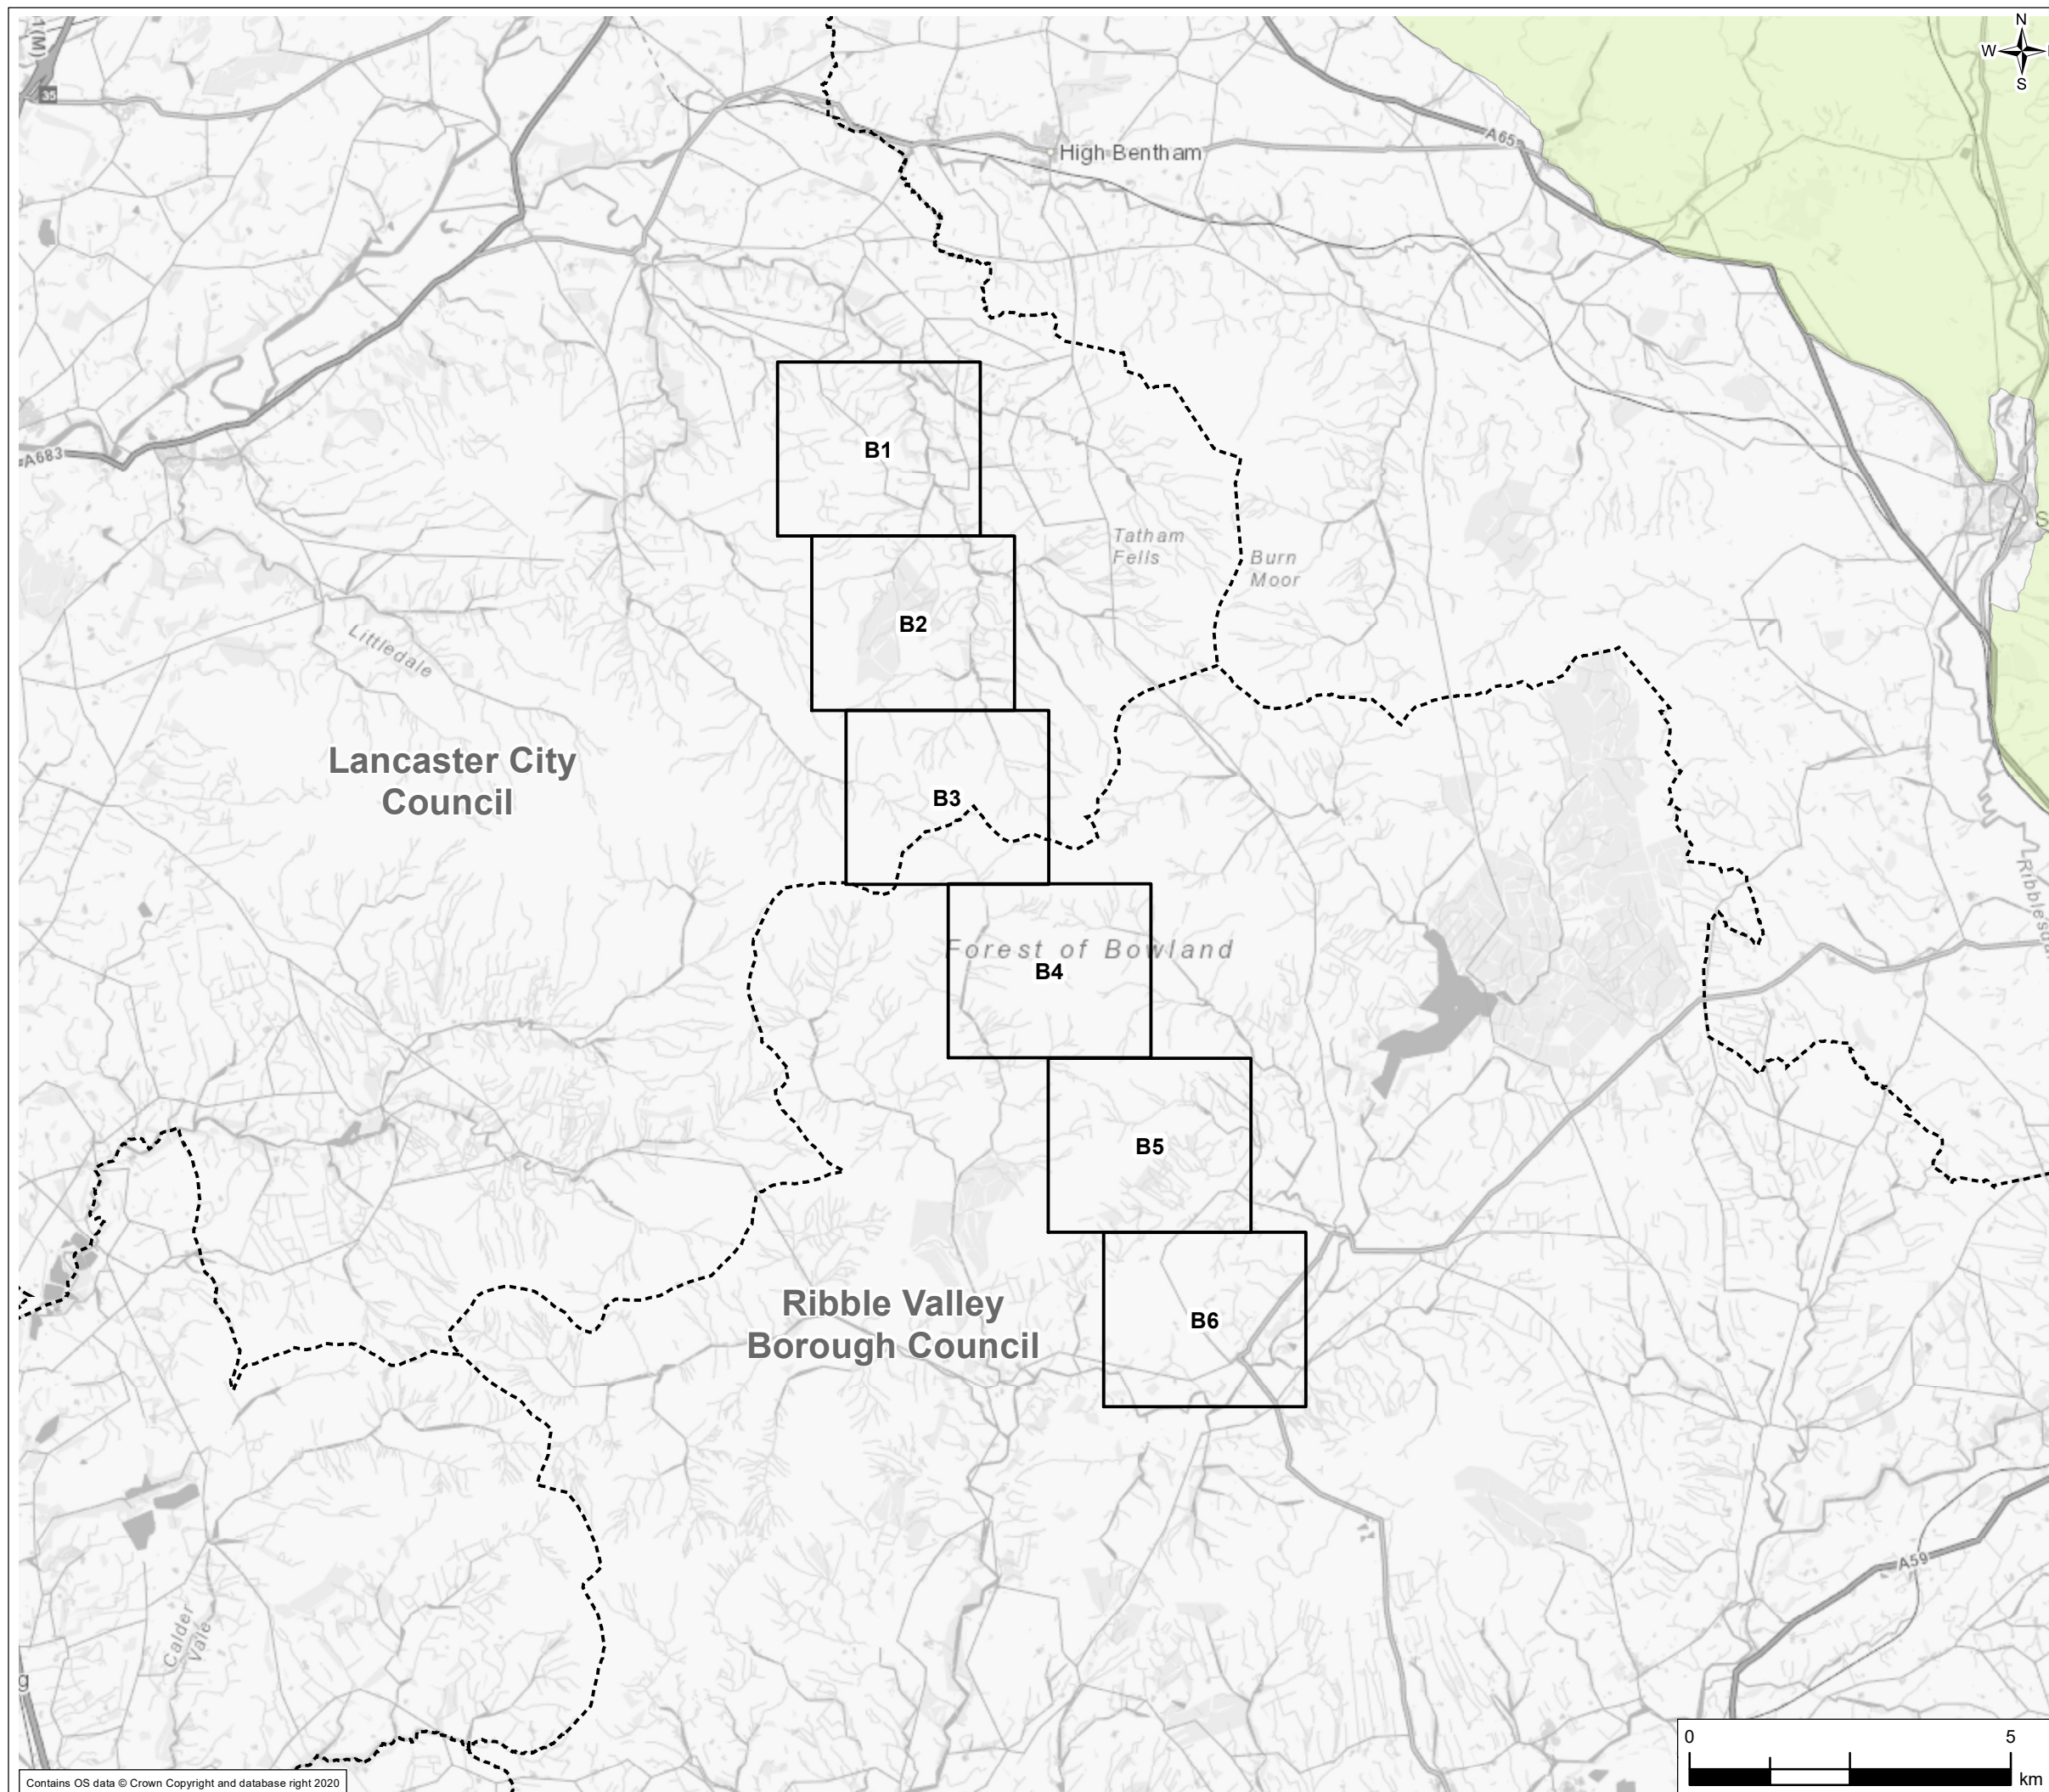 N
W
S
1(M)
35
A65
High Bentham
B1
A683
Tatham
Fells
Burn
Moor
S
B2
Littledale
Lancaster City
Council
B3
Forest of Bowland
B4
B5
Ribble Valley
Borough Council
B6
A59
Calder
Vale
g
0 5
km
Contains OS data © Crown Copyright and database right 2020